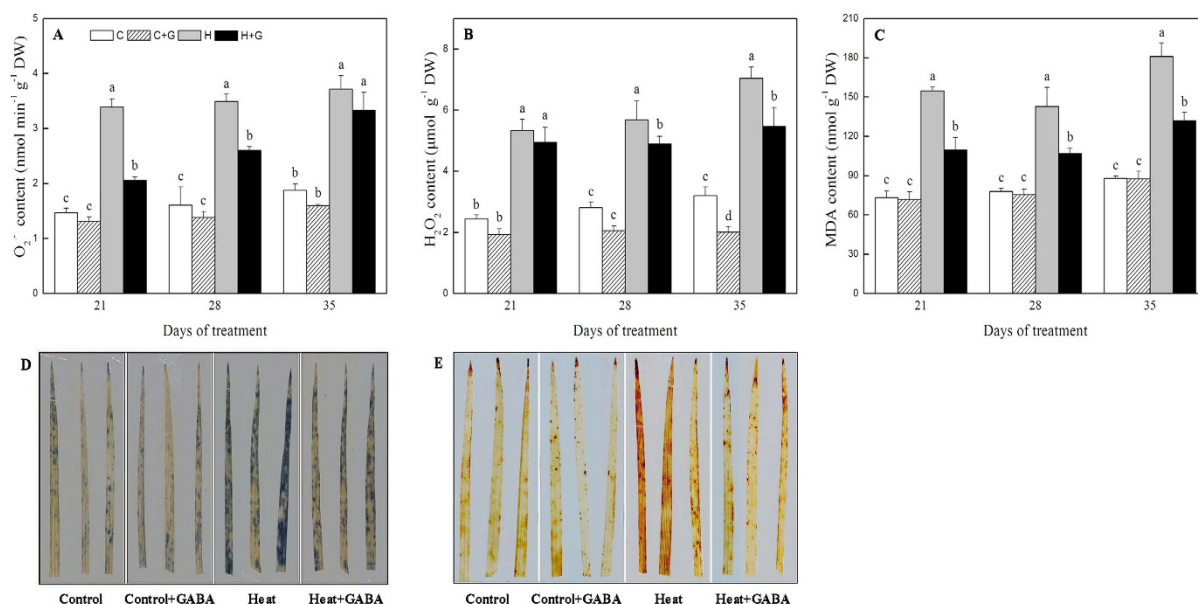 A
C C+G H H+G
O₂⁻ content (nmol min⁻¹ g⁻¹ DW)
5
4
3
2
1
0
c c a b
c c a b
b b a a
21 28 35
Days of treatment
B
H₂O₂ content (μmol g⁻¹ DW)
8
6
4
2
0
b b a a
c c a b
c d a b
21 28 35
Days of treatment
C
MDA content (nmol g⁻¹ DW)
210
180
150
120
90
60
30
0
c c a b
c c a b
c c a b
21 28 35
Days of treatment
D
Control Control+GABA Heat Heat+GABA
E
Control Control+GABA Heat Heat+GABA